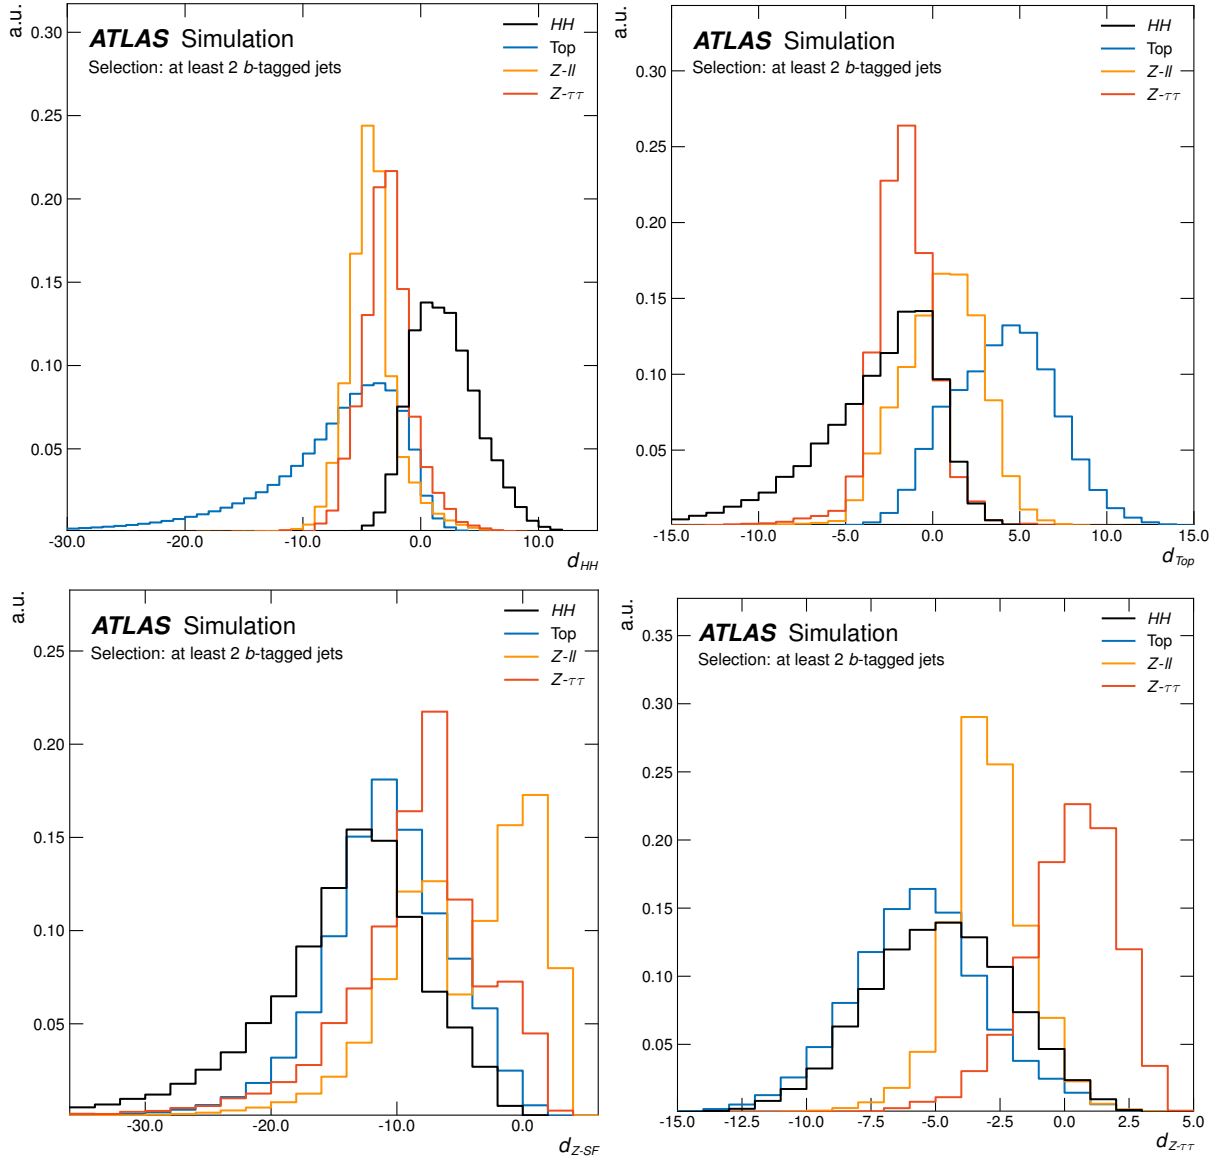 a.u.
0.30
0.25
0.20
0.15
0.10
0.05
ATLAS Simulation
Selection: at least 2 b-tagged jets
HH
Top
Z-ll
Z-ττ
-30.0 -20.0 -10.0 0.0 10.0
d_HH
a.u.
0.30
0.25
0.20
0.15
0.10
0.05
ATLAS Simulation
Selection: at least 2 b-tagged jets
HH
Top
Z-ll
Z-ττ
-15.0 -10.0 -5.0 0.0 5.0 10.0 15.0
d_Top
a.u.
0.25
0.20
0.15
0.10
0.05
ATLAS Simulation
Selection: at least 2 b-tagged jets
HH
Top
Z-ll
Z-ττ
-30.0 -20.0 -10.0 0.0
d_Z-SF
a.u.
0.35
0.30
0.25
0.20
0.15
0.10
0.05
ATLAS Simulation
Selection: at least 2 b-tagged jets
HH
Top
Z-ll
Z-ττ
-15.0 -12.5 -10.0 -7.5 -5.0 -2.5 0.0 2.5 5.0
d_Z-ττ